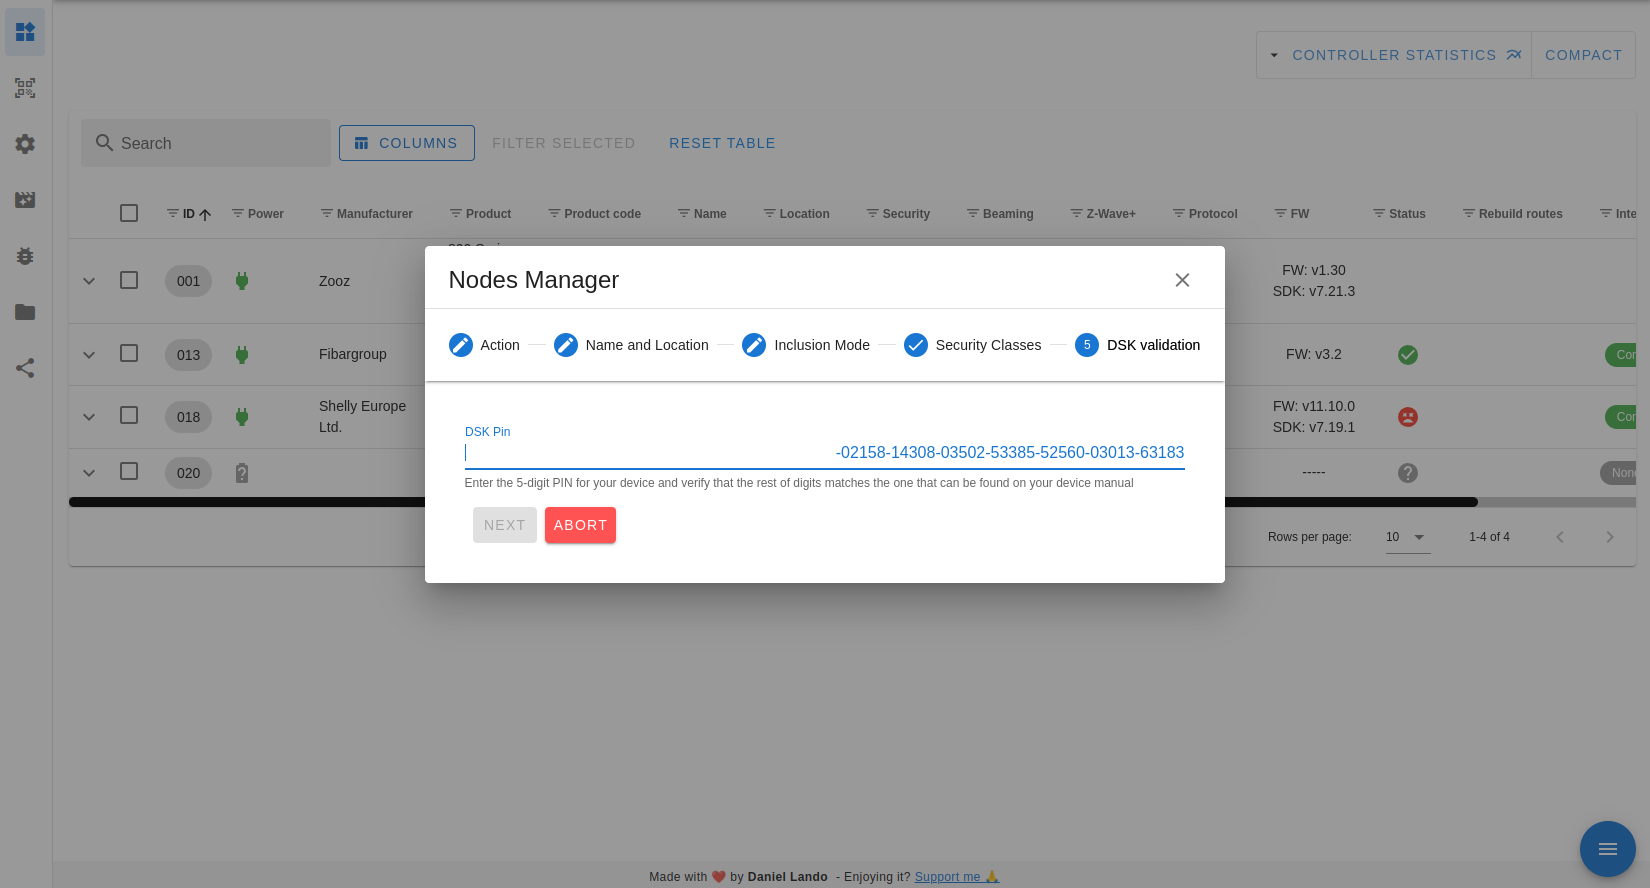 CONTROLLER STATISTICS COMPACT
Search COLUMNS FILTER SELECTED RESET TABLE
ID Power Manufacturer Product Product code Name Location Security Beaming Z-Wave+ Protocol FW Status Rebuild routes Inte
Nodes Manager
001 Zooz
FW: v1.30
SDK: v7.21.3
Action Name and Location Inclusion Mode Security Classes 5 DSK validation
013 Fibargroup FW: v3.2 Con
018 Shelly Europe
Ltd.
FW: v11.10.0
SDK: v7.19.1
Con
DSK Pin
-02158-14308-03502-53385-52560-03013-63183
020 ----- None
Enter the 5-digit PIN for your device and verify that the rest of digits matches the one that can be found on your device manual
NEXT ABORT
Rows per page: 10 1-4 of 4
Made with ❤️ by Daniel Lando - Enjoying it? Support me 🙏